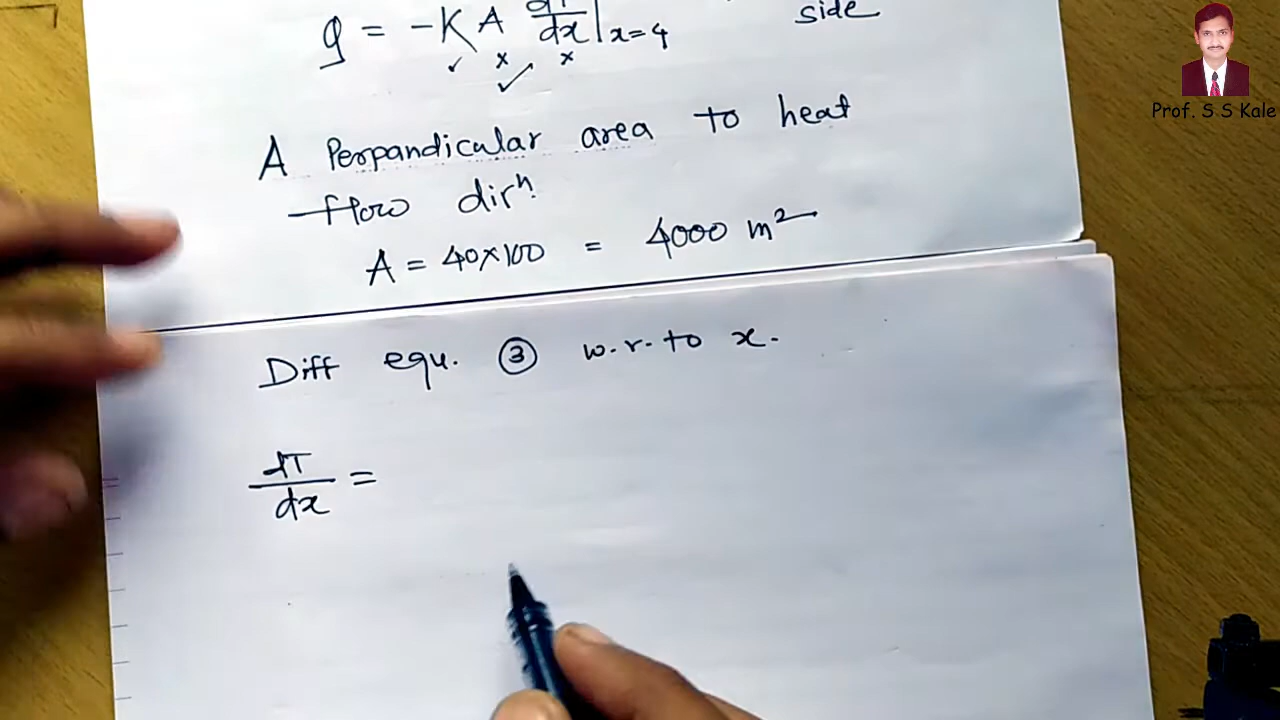 q = -K A dT/dx | x=4 side
A Perpandicular area to heat
flow dirⁿ.
A = 40×100 = 4000 m²
Diff equ. ③ w.r.to x.
dT/dx =
Prof. S S Kale